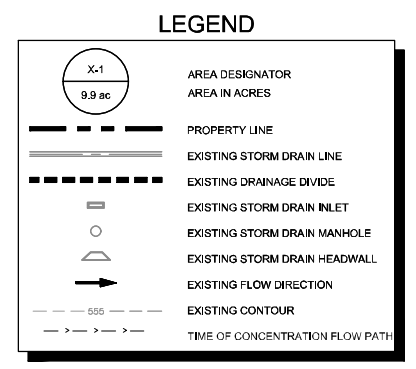 LEGEND
X-1
AREA DESIGNATOR
9.9 ac
AREA IN ACRES
PROPERTY LINE
EXISTING STORM DRAIN LINE
EXISTING DRAINAGE DIVIDE
EXISTING STORM DRAIN INLET
EXISTING STORM DRAIN MANHOLE
EXISTING STORM DRAIN HEADWALL
EXISTING FLOW DIRECTION
555
EXISTING CONTOUR
TIME OF CONCENTRATION FLOW PATH